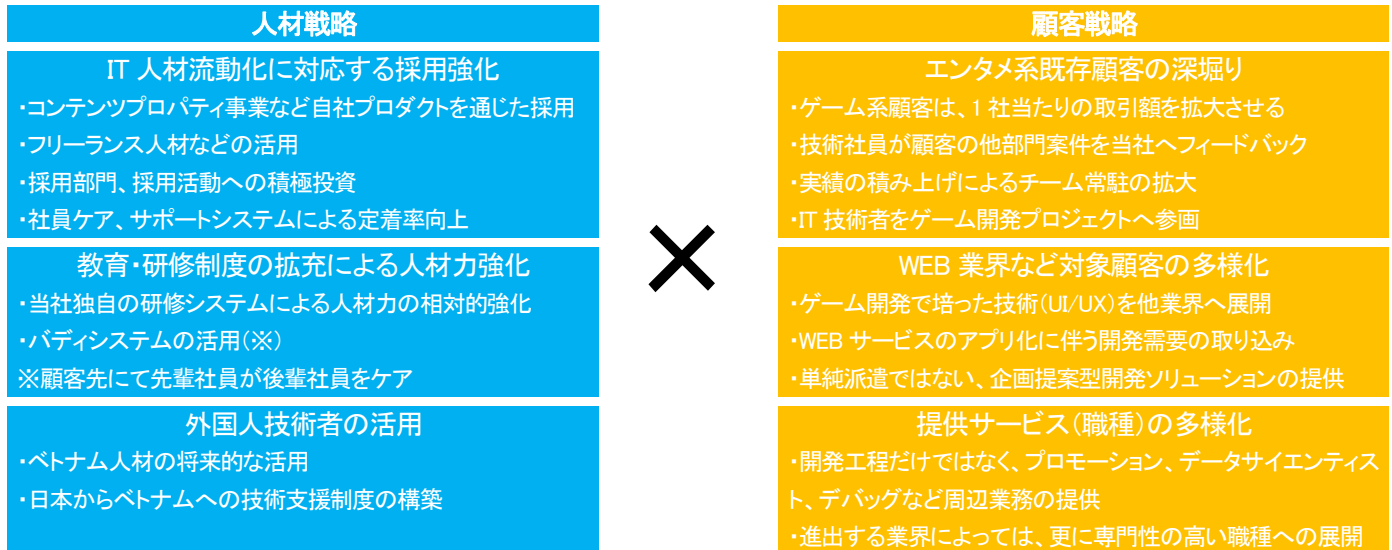 人材戦略
IT 人材流動化に対応する採用強化
・コンテンツプロパティ事業など自社プロダクトを通じた採用
・フリーランス人材などの活用
・採用部門、採用活動への積極投資
・社員ケア、サポートシステムによる定着率向上
教育・研修制度の拡充による人材力強化
・当社独自の研修システムによる人材力の相対的強化
・バディシステムの活用(※)
※顧客先にて先輩社員が後輩社員をケア
外国人技術者の活用
・ベトナム人材の将来的な活用
・日本からベトナムへの技術支援制度の構築
×
顧客戦略
エンタメ系既存顧客の深堀り
・ゲーム系顧客は、1 社当たりの取引額を拡大させる
・技術社員が顧客の他部門案件を当社へフィードバック
・実績の積み上げによるチーム常駐の拡大
・IT 技術者をゲーム開発プロジェクトへ参画
WEB 業界など対象顧客の多様化
・ゲーム開発で培った技術(UI/UX)を他業界へ展開
・WEB サービスのアプリ化に伴う開発需要の取り込み
・単純派遣ではない、企画提案型開発ソリューションの提供
提供サービス(職種)の多様化
・開発工程だけではなく、プロモーション、データサイエンティス
ト、デバッグなど周辺業務の提供
・進出する業界によっては、更に専門性の高い職種への展開